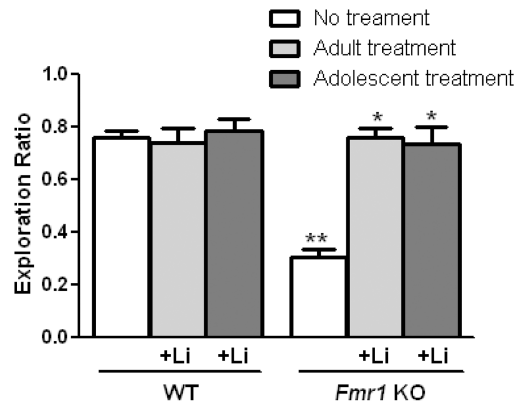 No treament
Adult treatment
Adolescent treatment
Exploration Ratio
1.0
0.8
0.6
0.4
0.2
0.0
**
*
*
+Li +Li +Li +Li
WT Fmr1 KO